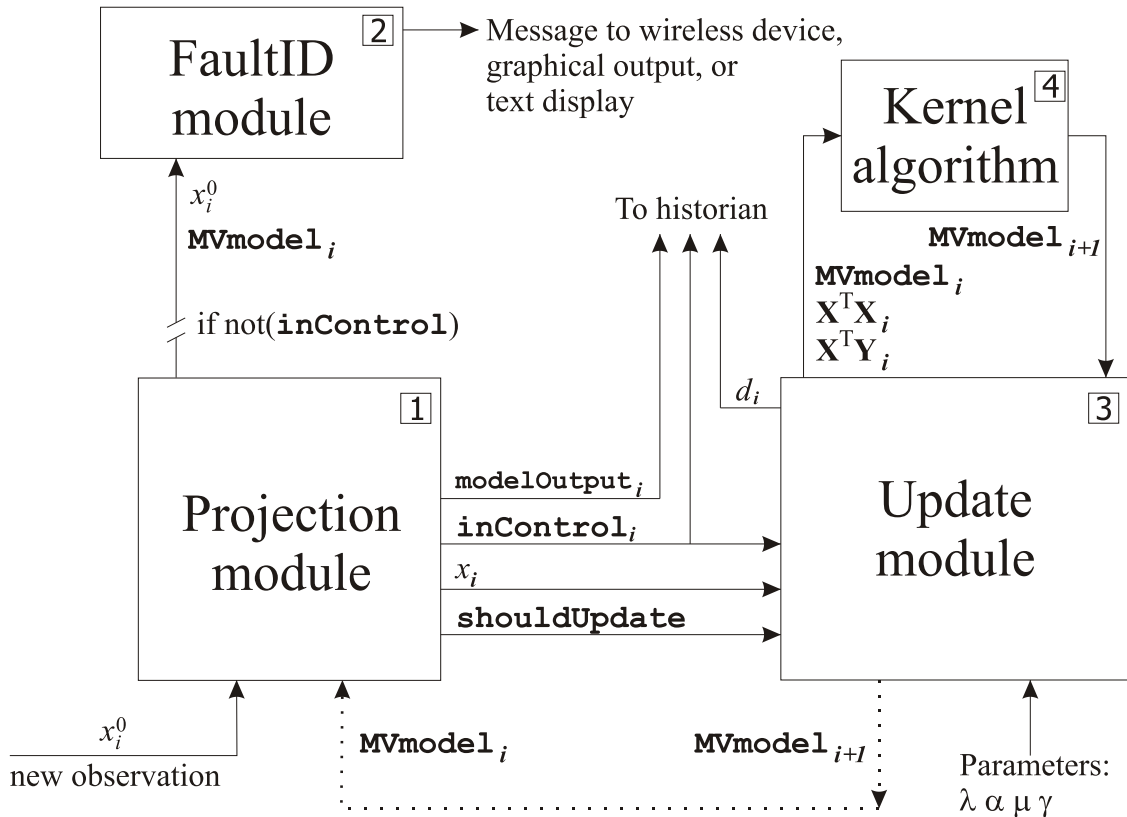 2
FaultID
module
Message to wireless device,
graphical output, or
text display
4
Kernel
algorithm
x_i^0
MVmodel_i
To historian
MVmodel_{i+1}
MVmodel_i
X^T X_i
X^T Y_i
if not(inControl)
1
d_i
3
Projection
module
modelOutput_i
inControl_i
x_i
shouldUpdate
Update
module
x_i^0
new observation
MVmodel_i
MVmodel_{i+1}
Parameters:
λ α μ γ